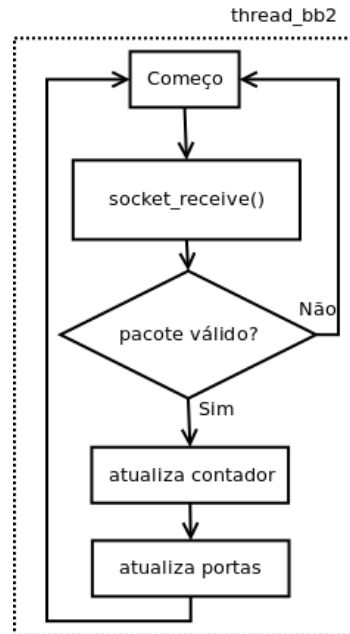 thread_bb2
Começo
socket_receive()
pacote válido?
Não
Sim
atualiza contador
atualiza portas